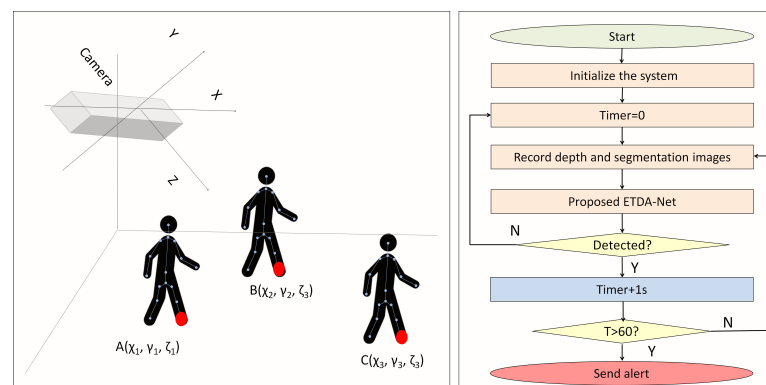 Camera
Y
X
Z
A(χ₁, γ₁, ζ₁)
B(χ₂, γ₂, ζ₃)
C(χ₃, γ₃, ζ₃)
Start
Initialize the system
Timer=0
Record depth and segmentation images
Proposed ETDA-Net
N
Detected?
Y
Timer+1s
T>60?
N
Y
Send alert